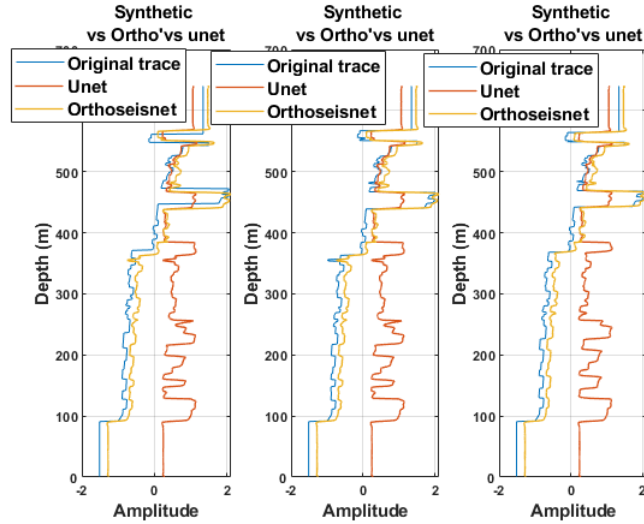 Synthetic
vs Ortho'vs unet
Original trace
Unet
Orthoseisnet
500
400
300
200
100
0
Depth (m)
-2
0
2
Amplitude
Synthetic
vs Ortho'vs unet
Original trace
Unet
Orthoseisnet
500
400
300
200
100
0
Depth (m)
-2
0
2
Amplitude
Synthetic
vs Ortho'vs unet
700
Original trace
Unet
Orthoseisnet
500
400
300
200
100
0
Depth (m)
-2
0
2
Amplitude